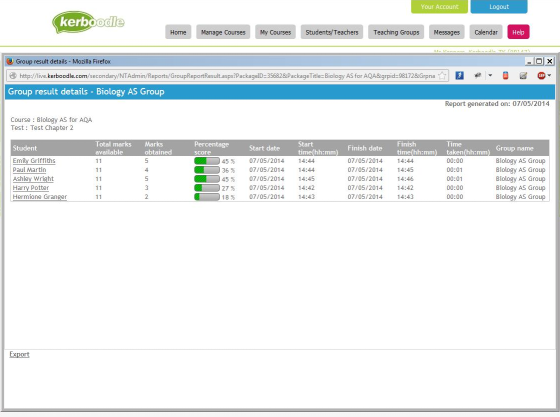 Your Account Logout
kerboodle
Home Manage Courses My Courses Students/Teachers Teaching Groups Messages Calendar Help
Group result details - Mozilla Firefox
http://live.kerboodle.com/secondary/NTAdmin/Reports/GroupReportResult.aspx?PackageID=35682&PackageTitle=Biology AS for AQA&grpid=98172&Grpna
Group result details - Biology AS Group
Report generated on: 07/05/2014
Course : Biology AS for AQA
Test : Test Chapter 2
Student Total marks available Marks obtained Percentage score Start date Start time(hh:mm) Finish date Finish time(hh:mm) Time taken(hh:mm) Group name
Emily Griffiths 11 5 45 % 07/05/2014 14:44 07/05/2014 14:44 00:00 Biology AS Group
Paul Martin 11 4 36 % 07/05/2014 14:44 07/05/2014 14:45 00:01 Biology AS Group
Ashley Wright 11 5 45 % 07/05/2014 14:45 07/05/2014 14:46 00:01 Biology AS Group
Harry Potter 11 3 27 % 07/05/2014 14:42 07/05/2014 14:42 00:00 Biology AS Group
Hermione Granger 11 2 18 % 07/05/2014 14:43 07/05/2014 14:43 00:00 Biology AS Group
Export